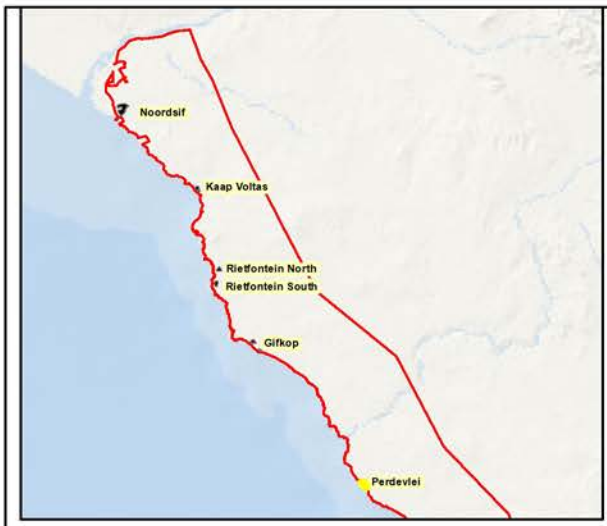 Noordsif
Kaap Voltas
Rietfontein North
Rietfontein South
Gifkop
Perdevlei